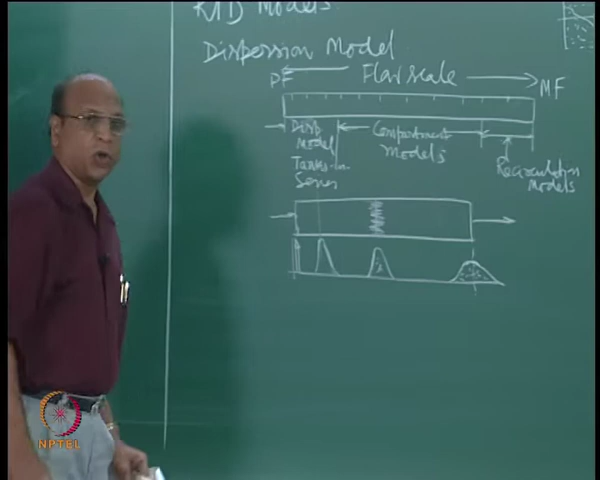 RTD Models
Dispersion Model
PF Flow scale MF
Disp Model
Tanks-in Series
Compartment Models
Recirculation Models
NPTEL